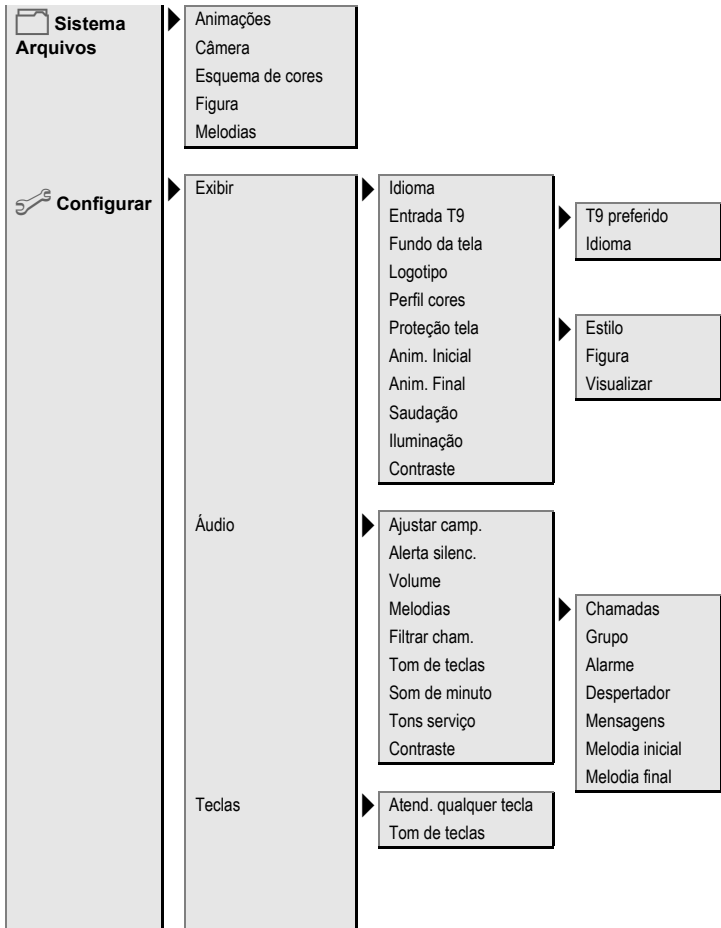 Sistema
Arquivos
Animações
Câmera
Esquema de cores
Figura
Melodias
Configurar
Exibir
Idioma
Entrada T9
Fundo da tela
Logotipo
Perfil cores
Proteção tela
Anim. Inicial
Anim. Final
Saudação
Iluminação
Contraste
T9 preferido
Idioma
Estilo
Figura
Visualizar
Áudio
Ajustar camp.
Alerta silenc.
Volume
Melodias
Filtrar cham.
Tom de teclas
Som de minuto
Tons serviço
Contraste
Chamadas
Grupo
Alarme
Despertador
Mensagens
Melodia inicial
Melodia final
Teclas
Atend. qualquer tecla
Tom de teclas